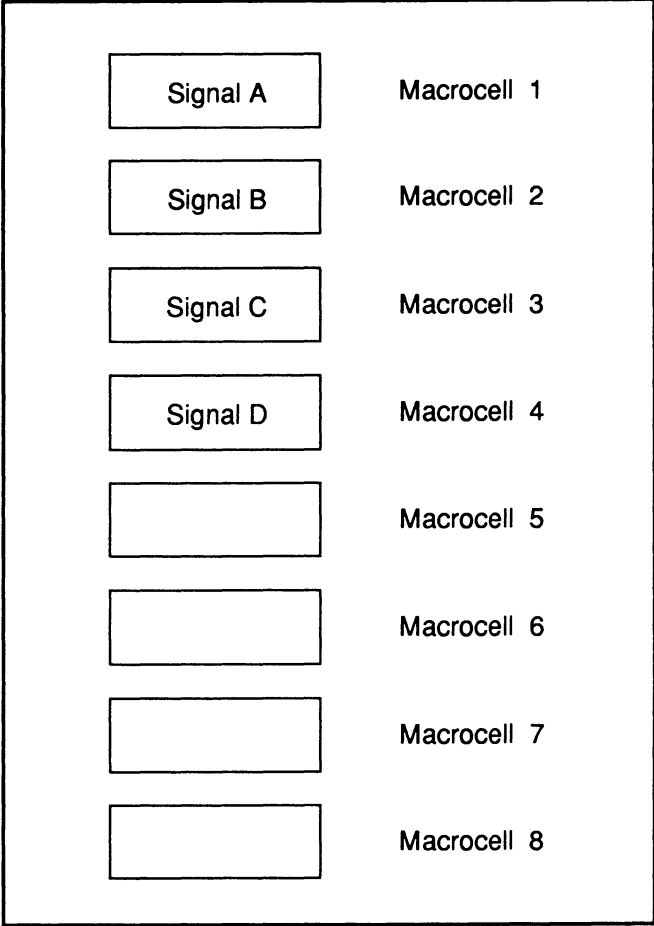 Signal A Macrocell 1
Signal B Macrocell 2
Signal C Macrocell 3
Signal D Macrocell 4
Macrocell 5
Macrocell 6
Macrocell 7
Macrocell 8